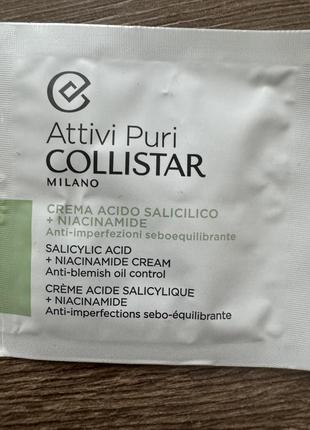 Attivi Puri
COLLISTAR
MILANO
CREMA ACIDO SALICILICO
+ NIACINAMIDE
Anti-imperfezioni seboequilibrante
SALICYLIC ACID
+ NIACINAMIDE CREAM
Anti-blemish oil control
CRÈME ACIDE SALICYLIQUE
+ NIACINAMIDE
Anti-imperfections sébo-équilibrante